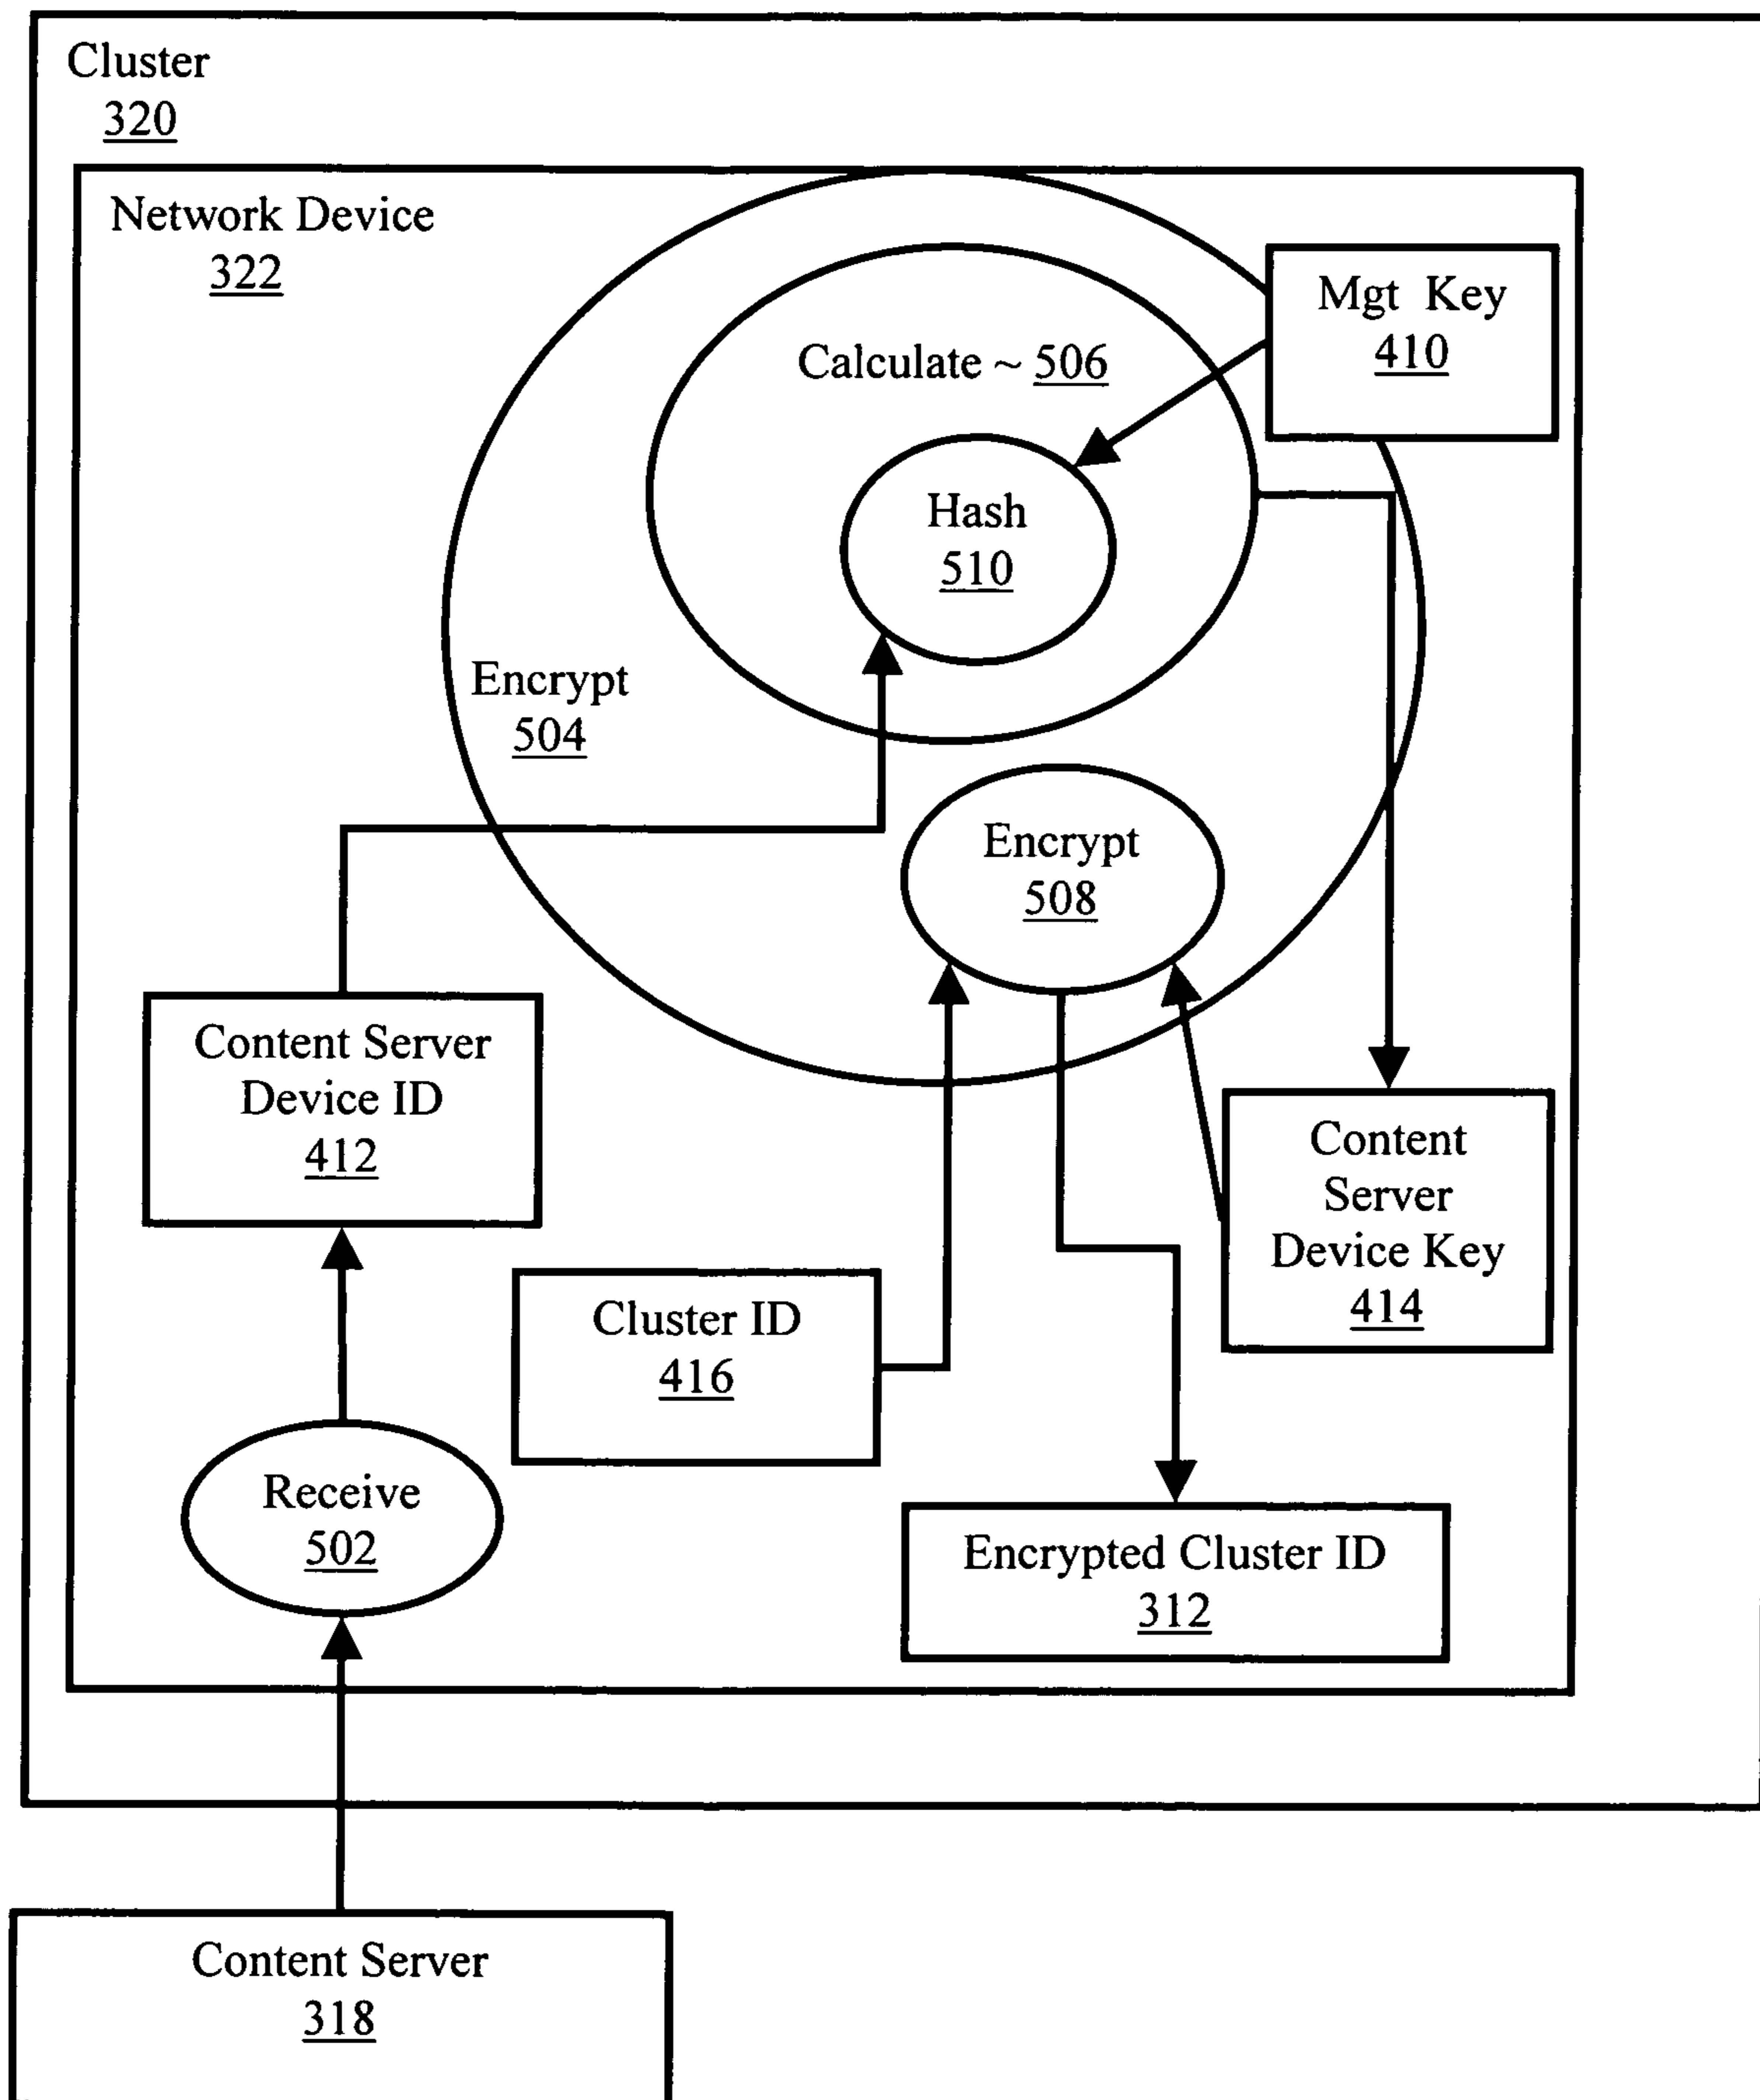 Cluster
320
Network Device
322
Mgt Key
410
Calculate ~ 506
Hash
510
Encrypt
504
Encrypt
508
Content Server
Device ID
412
Content
Server
Device Key
414
Cluster ID
416
Receive
502
Encrypted Cluster ID
312
Content Server
318